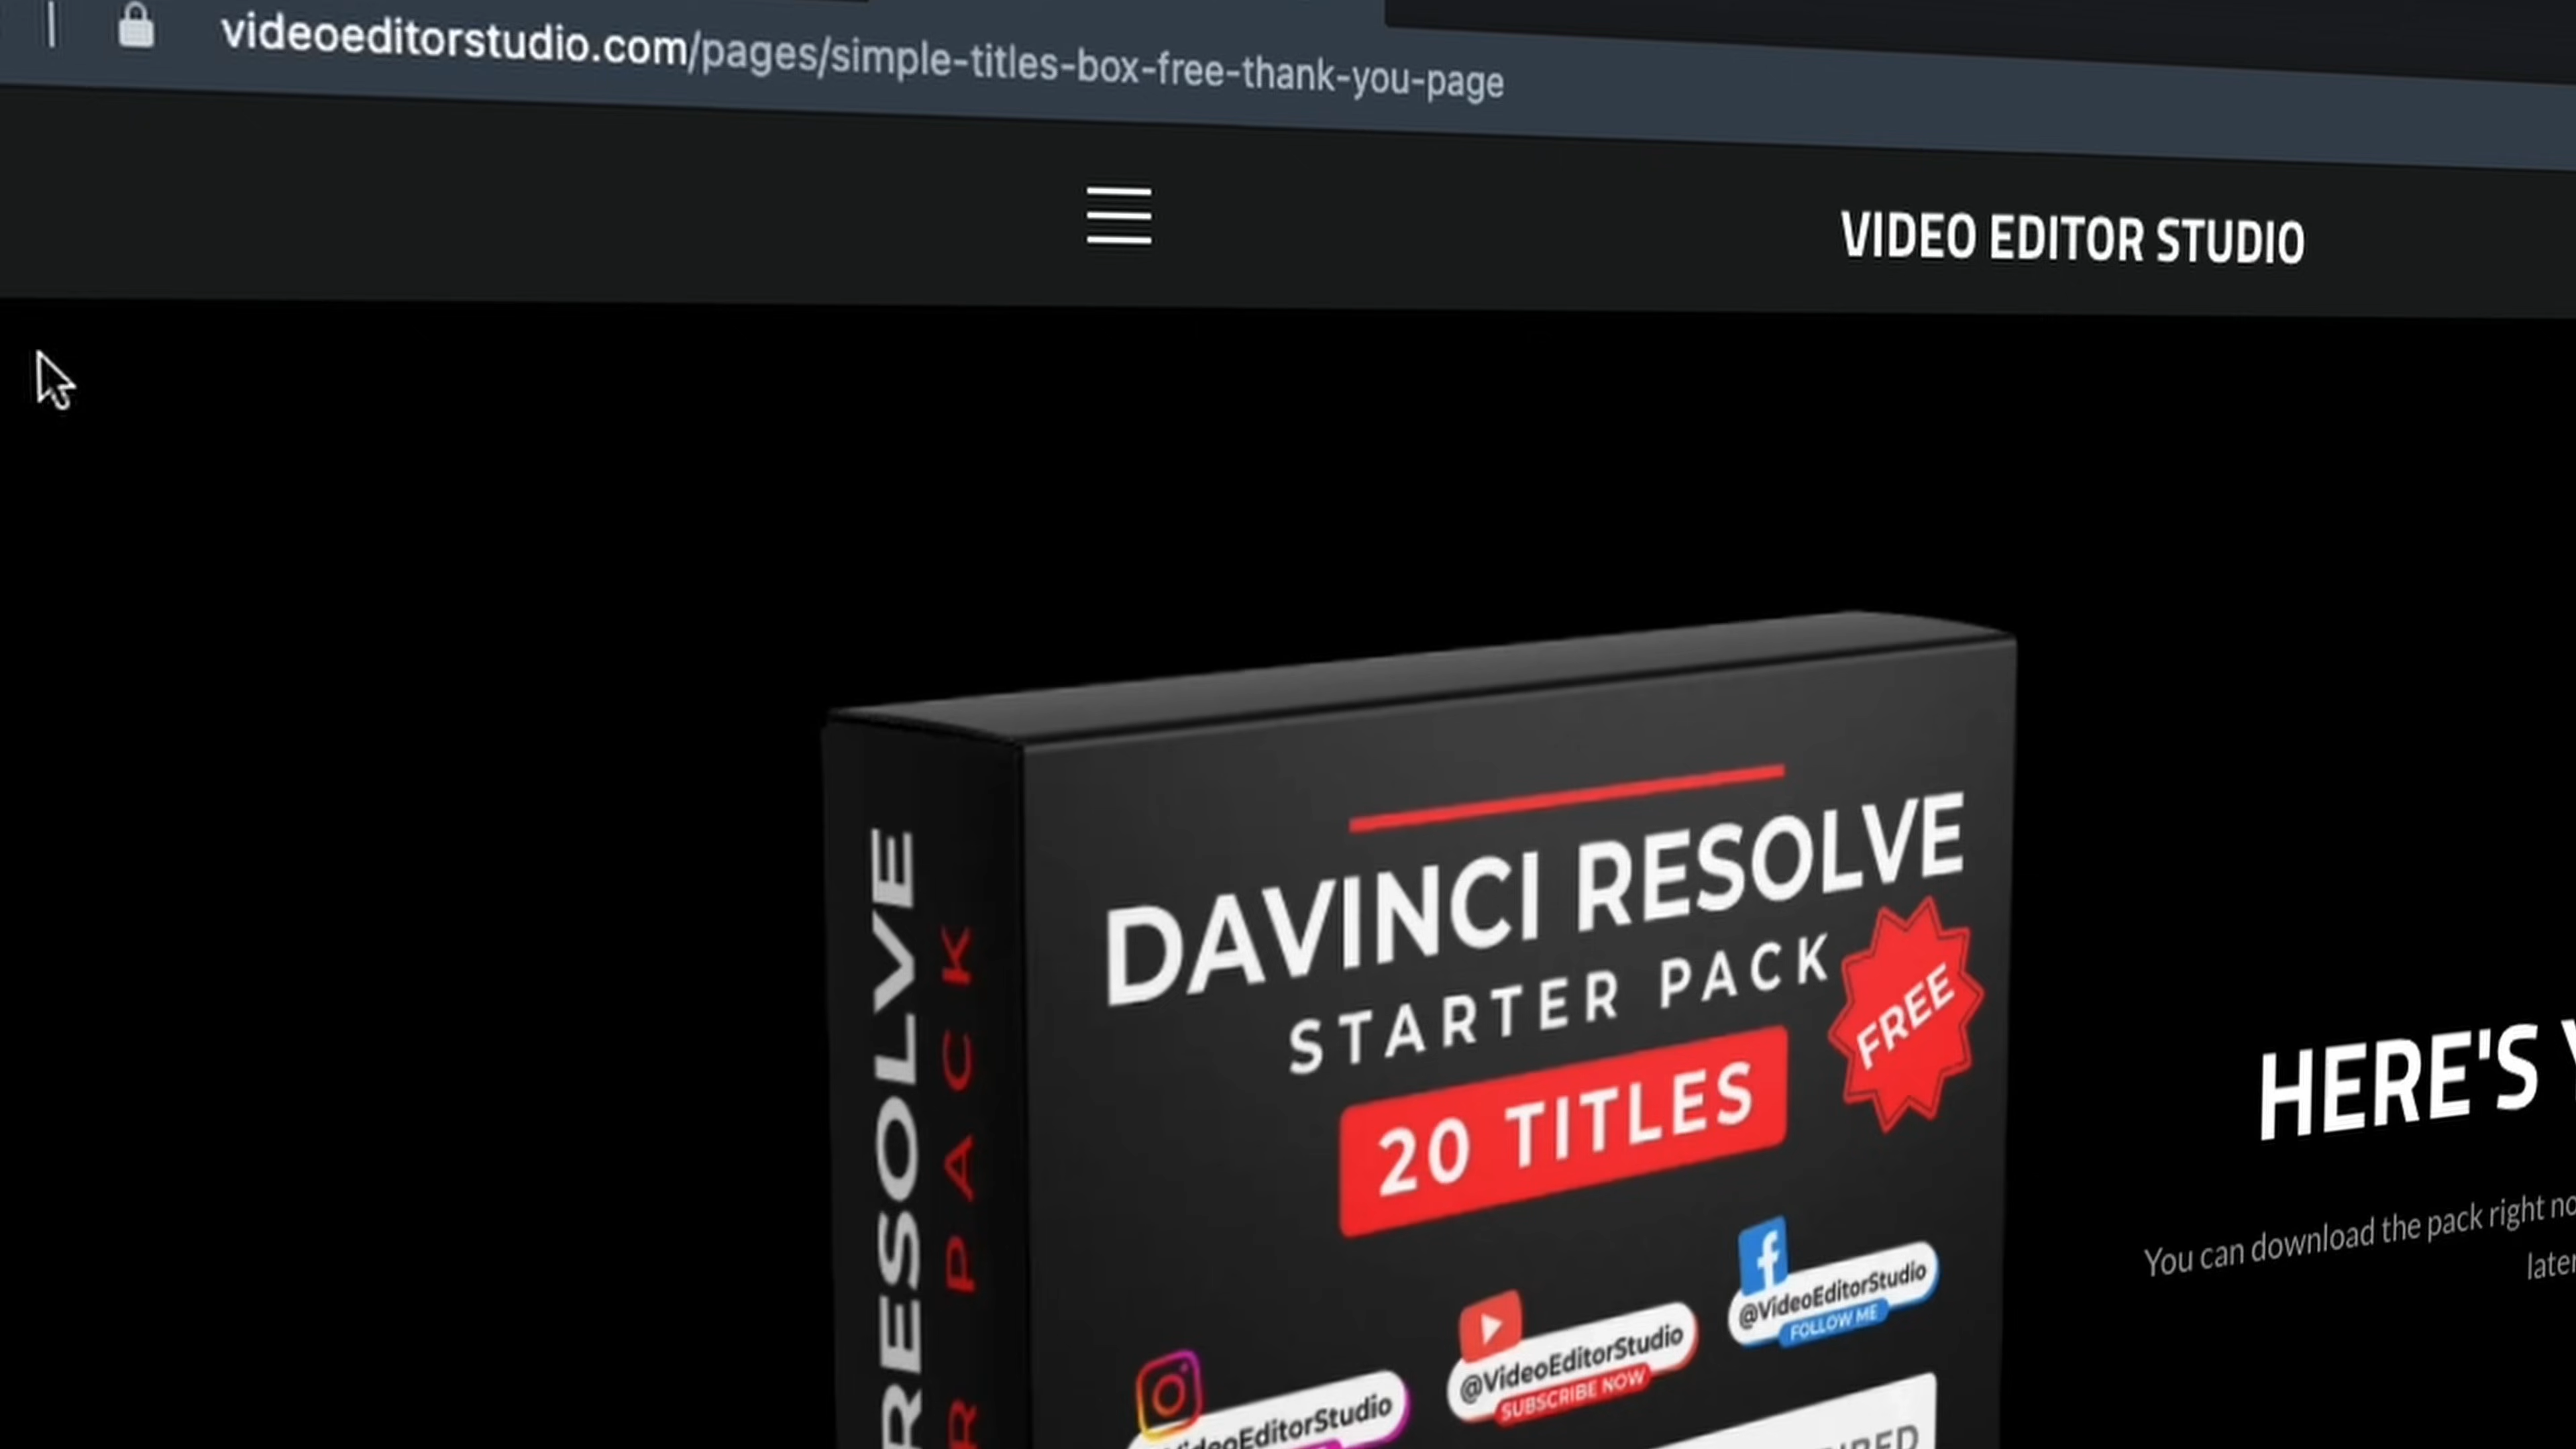 videoeditorstudio.com/pages/simple-titles-box-free-thank-you-page
VIDEO EDITOR STUDIO
DAVINCI RESOLVE
STARTER PACK
FREE
20 TITLES
RESOLVE
PACK
HERE'S
You can download the pack right
later
@VideoEditorStudio
FOLLOW ME
@VideoEditorStudio
SUBSCRIBE NOW